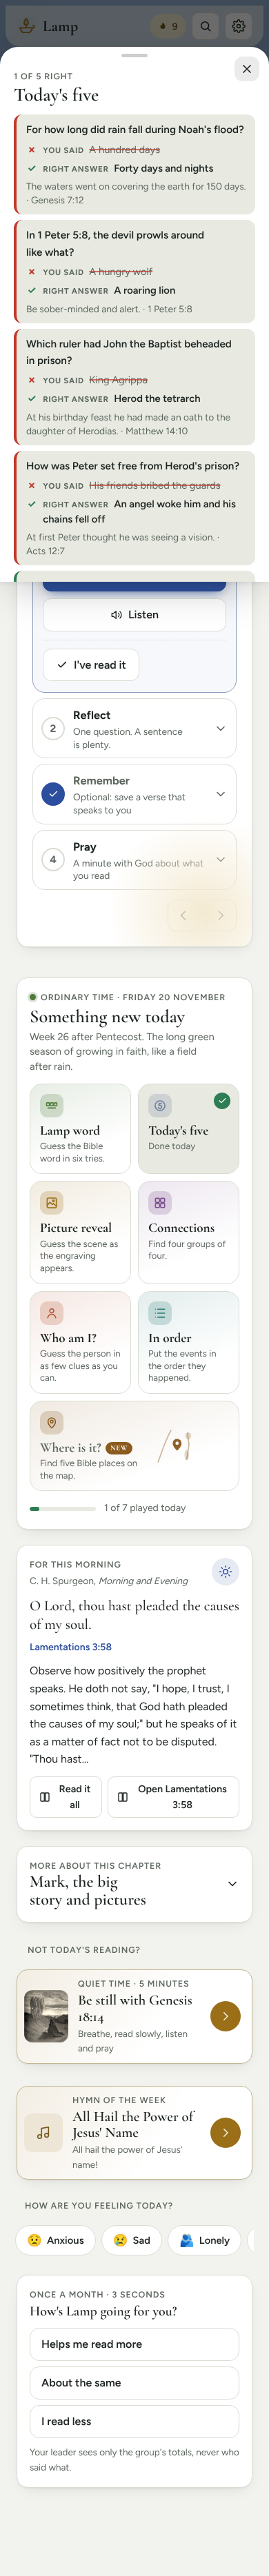 Lamp
9
1 OF 5 RIGHT
Today's five
For how long did rain fall during Noah's flood?
YOU SAID A hundred days
RIGHT ANSWER Forty days and nights
The waters went on covering the earth for 150 days.
· Genesis 7:12
In 1 Peter 5:8, the devil prowls around
like what?
YOU SAID A hungry wolf
RIGHT ANSWER A roaring lion
Be sober-minded and alert. · 1 Peter 5:8
Which ruler had John the Baptist beheaded
in prison?
YOU SAID King Agrippa
RIGHT ANSWER Herod the tetrarch
At his birthday feast he had made an oath to the
daughter of Herodias. · Matthew 14:10
How was Peter set free from Herod's prison?
YOU SAID His friends bribed the guards
RIGHT ANSWER An angel woke him and his
chains fell off
At first Peter thought he was seeing a vision. ·
Acts 12:7
Listen
I've read it
2
Reflect
One question. A sentence
is plenty.
Remember
Optional: save a verse that
speaks to you
4
Pray
A minute with God about what
you read
ORDINARY TIME · FRIDAY 20 NOVEMBER
Something new today
Week 26 after Pentecost. The long green
season of growing in faith, like a field
after rain.
Lamp word
Guess the Bible
word in six tries.
5
Today's five
Done today
Picture reveal
Guess the scene as
the engraving
appears.
Connections
Find four groups of
four.
Who am I?
Guess the person in
as few clues as you
can.
In order
Put the events in
the order they
happened.
Where is it? NEW
Find five Bible places on
the map.
1 of 7 played today
FOR THIS MORNING
C. H. Spurgeon, Morning and Evening
O Lord, thou hast pleaded the causes
of my soul.
Lamentations 3:58
Observe how positively the prophet
speaks. He doth not say, "I hope, I trust, I
sometimes think, that God hath pleaded
the causes of my soul;" but he speaks of it
as a matter of fact not to be disputed.
"Thou hast…
Read it
all
Open Lamentations
3:58
MORE ABOUT THIS CHAPTER
Mark, the big
story and pictures
NOT TODAY'S READING?
QUIET TIME · 5 MINUTES
Be still with Genesis
18:14
Breathe, read slowly, listen
and pray
HYMN OF THE WEEK
All Hail the Power of
Jesus' Name
All hail the power of Jesus'
name!
HOW ARE YOU FEELING TODAY?
Anxious
Sad
Lonely
ONCE A MONTH · 3 SECONDS
How's Lamp going for you?
Helps me read more
About the same
I read less
Your leader sees only the group's totals, never who
said what.